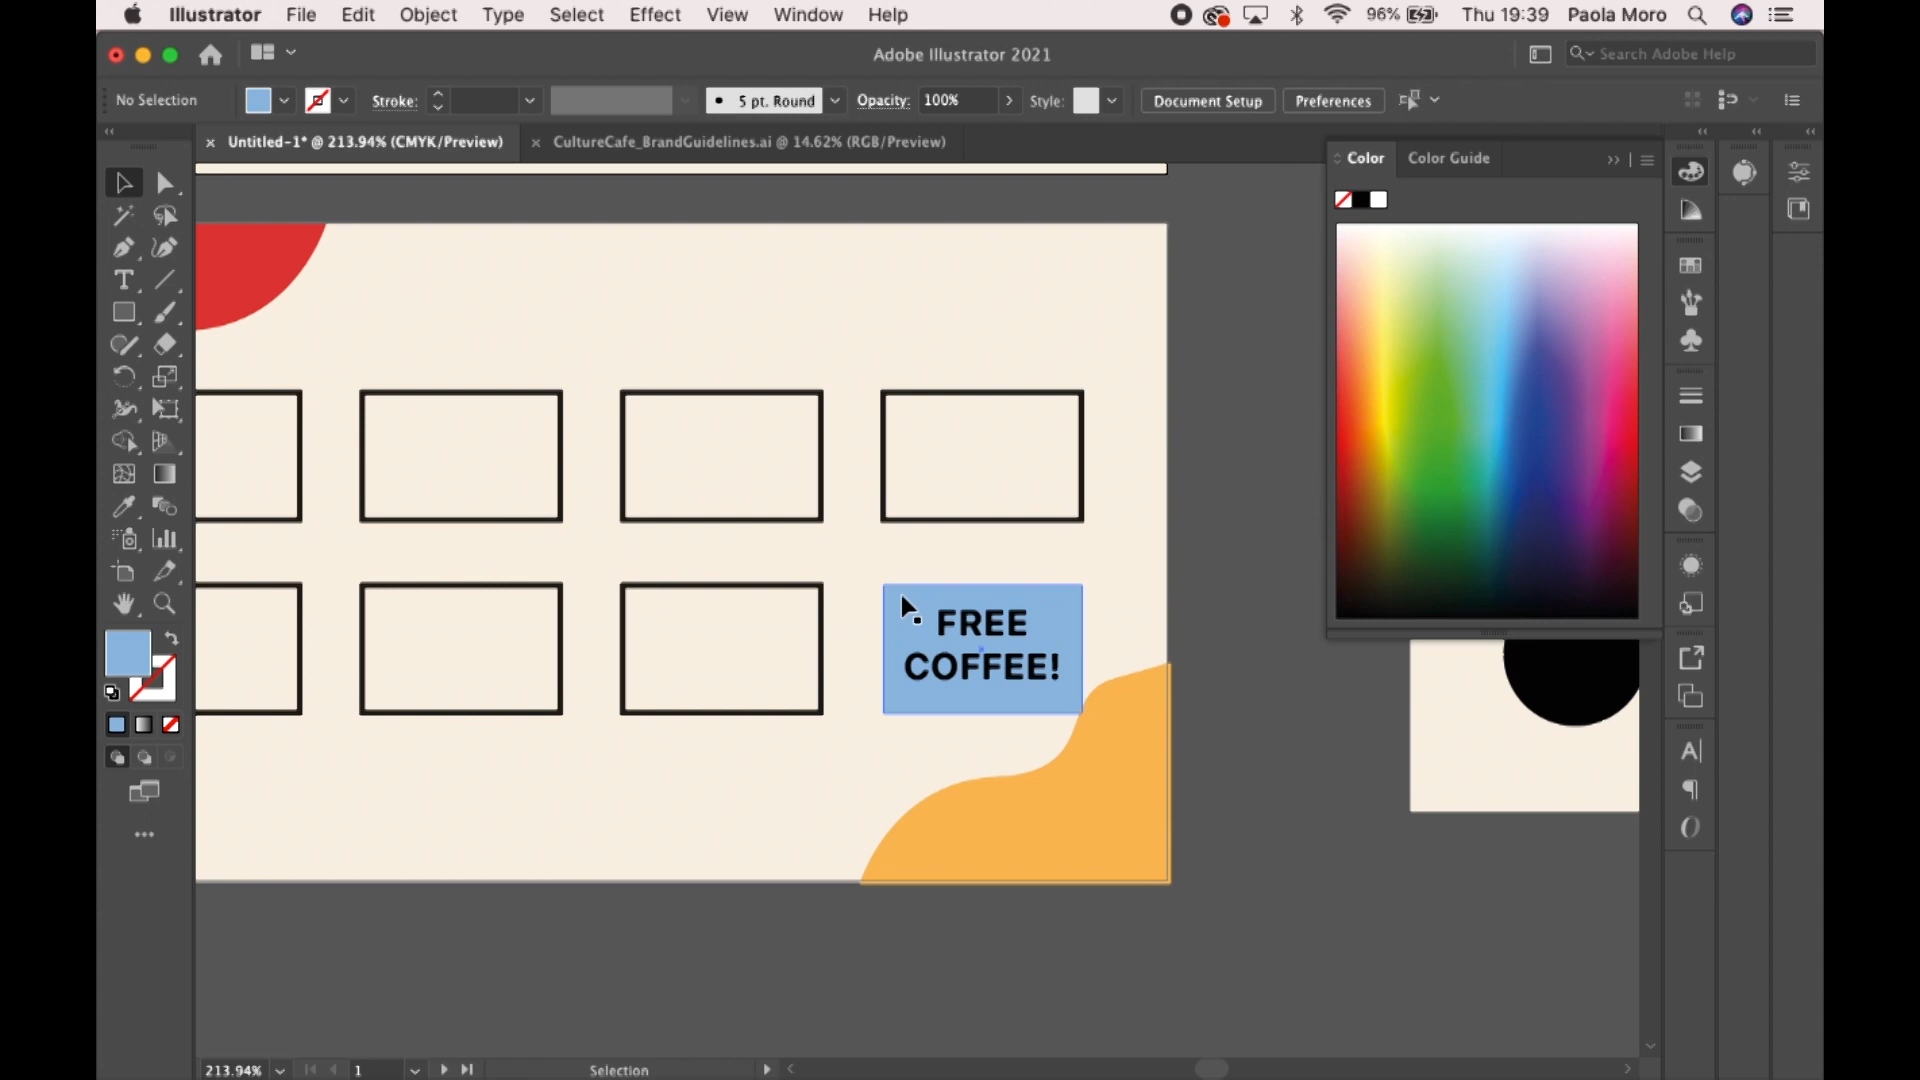 Illustrator File Edit Object Type Select Effect View Window Help
96% Thu 19:39 Paola Moro
Adobe Illustrator 2021
Search Adobe Help
No Selection
Stroke:
5 pt. Round
Opacity: 100%
Style:
Document Setup
Preferences
Untitled-1* @ 213.94% (CMYK/Preview)
CultureCafe_BrandGuidelines.ai @ 14.62% (RGB/Preview)
Color
Color Guide
FREE
COFFEE!
213.94%
1
Selection